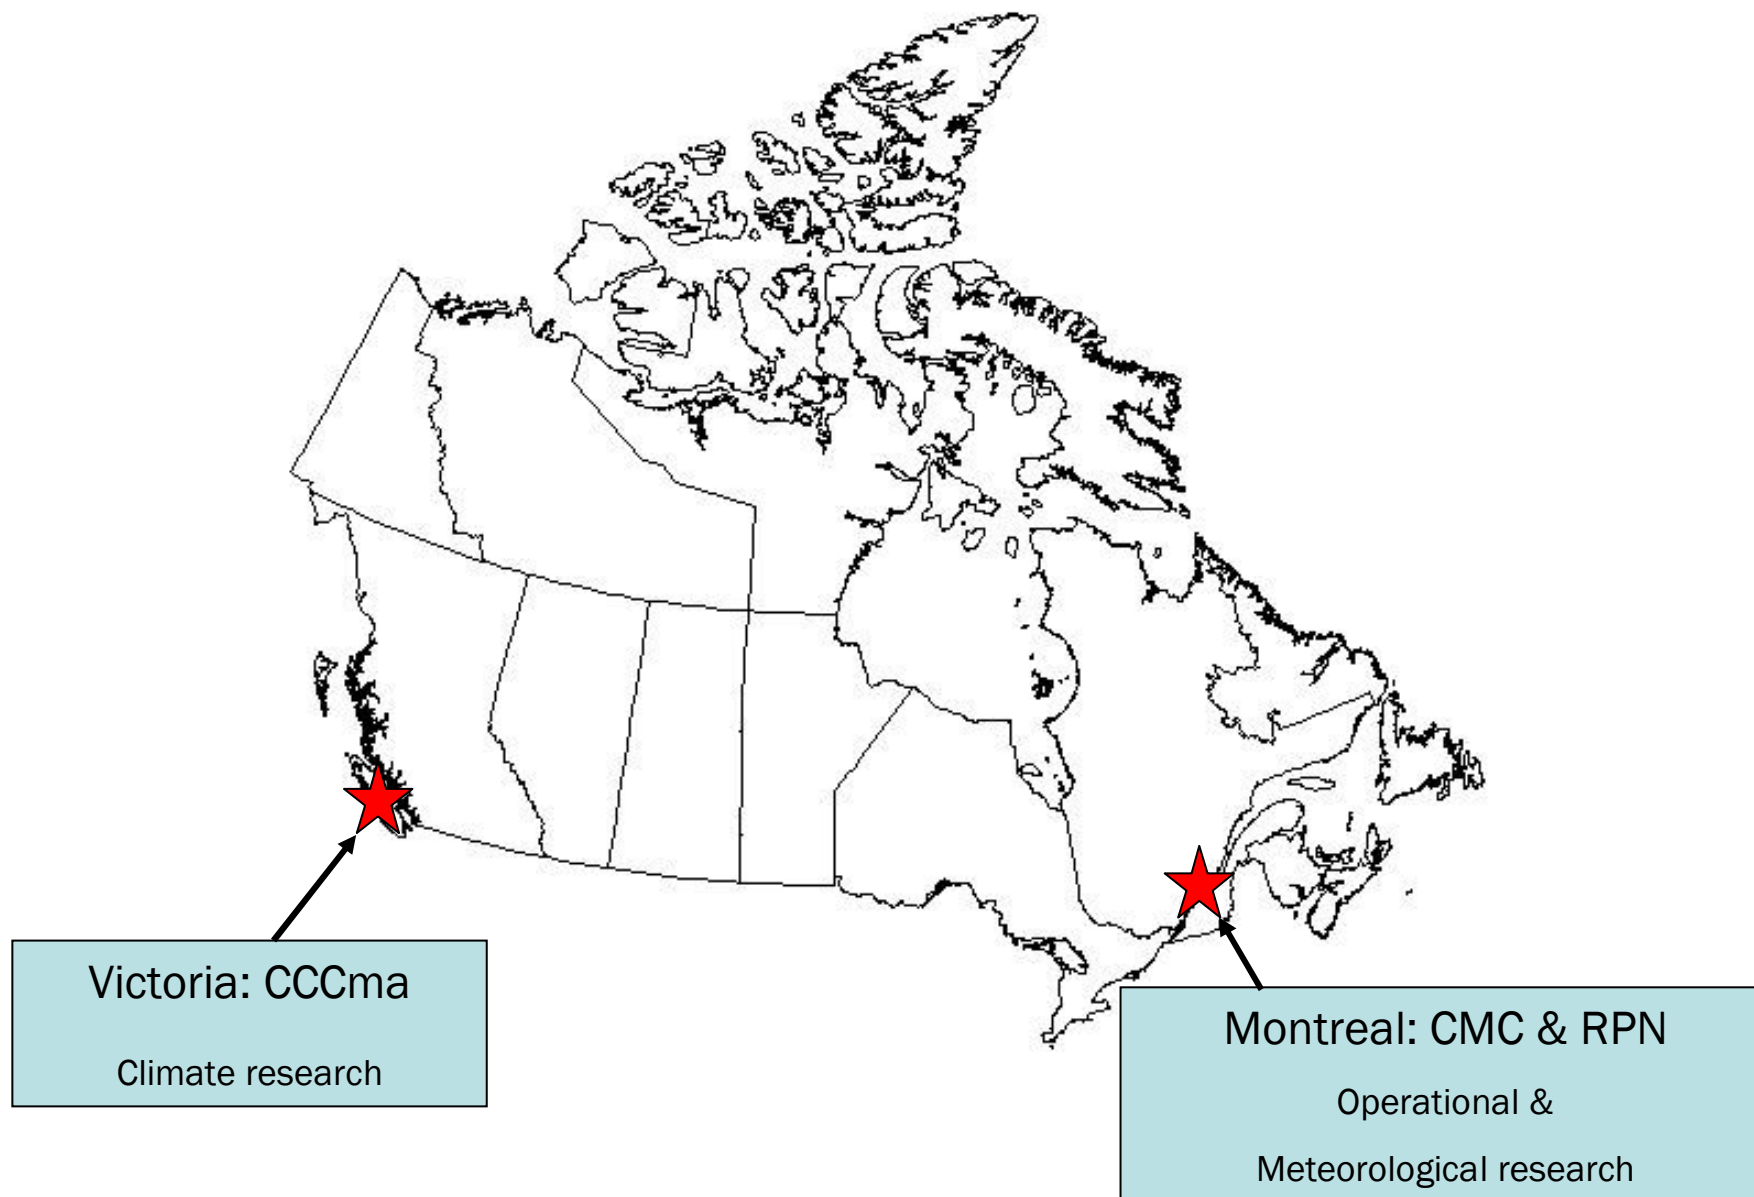 Victoria: CCCma
Climate research
Montreal: CMC & RPN
Operational &
Meteorological research